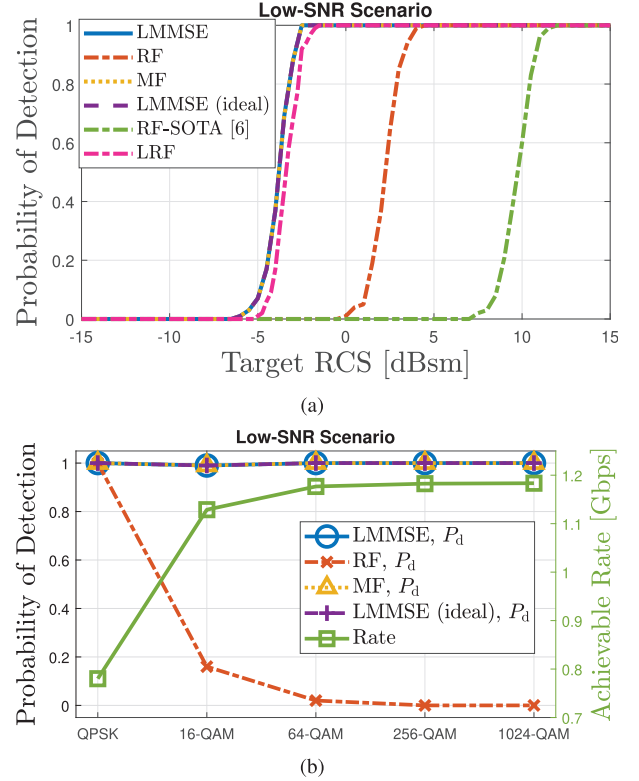 Low-SNR Scenario
LMMSE
RF
MF
LMMSE (ideal)
RF-SOTA [6]
LRF
Probability of Detection
1
0.8
0.6
0.4
0.2
0
-15
-10
-5
0
5
10
15
Target RCS [dBsm]
(a)
Low-SNR Scenario
Probability of Detection
1
0.8
0.6
0.4
0.2
0
LMMSE, Pd
RF, Pd
MF, Pd
LMMSE (ideal), Pd
Rate
1.2
1.1
1
0.9
0.8
0.7
Achievable Rate [Gbps]
QPSK
16-QAM
64-QAM
256-QAM
1024-QAM
(b)